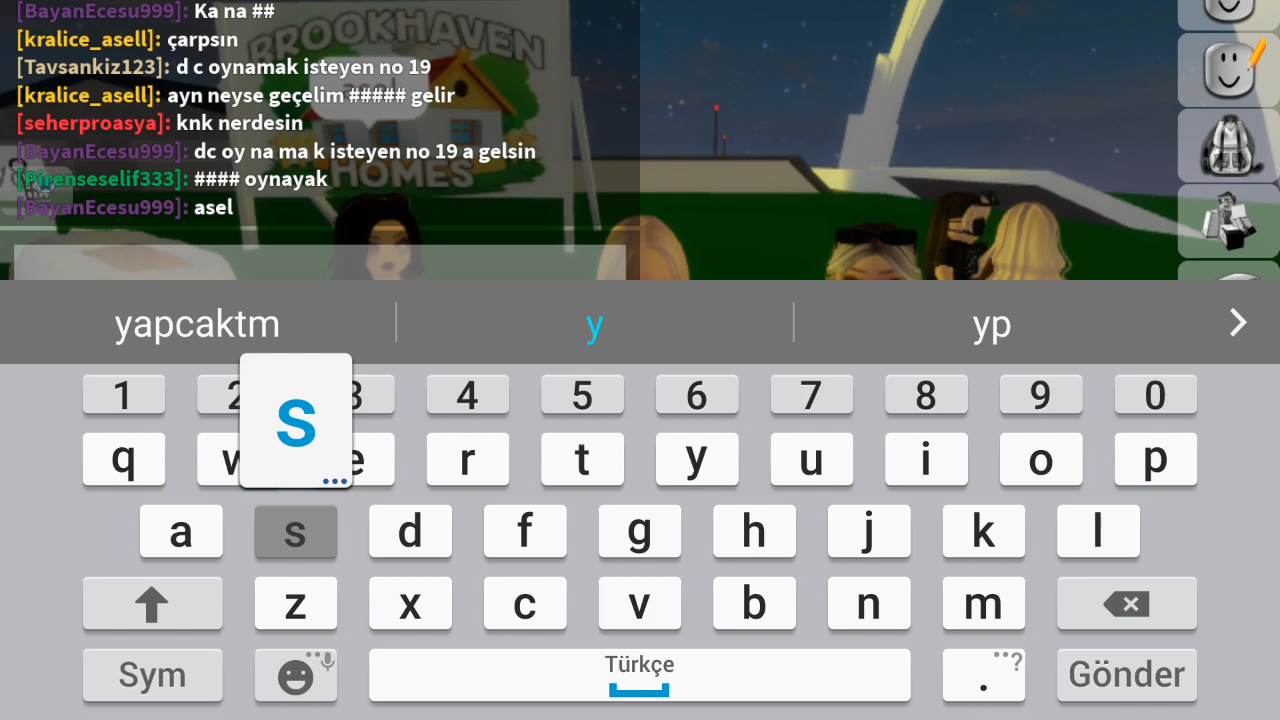 [BayanEcesu999]: Ka na ##
[kralice_asell]: çarpsın
[Tavsankiz123]: d c oynamak isteyen no 19
[kralice_asell]: ayn neyse geçelim ##### gelir
[seherproasya]: knk nerdesin
[BayanEcesu999]: dc oy na ma k isteyen no 19 a gelsin
[Pirenseselif333]: #### oynayak
[BayanEcesu999]: asel
BROOKHAVEN
asel
HOMES
yapcaktm y yp
1 2 3 4 5 6 7 8 9 0
S
q w e r t y u i o p
a s d f g h j k l
z x c v b n m
Sym Türkçe . ? Gönder